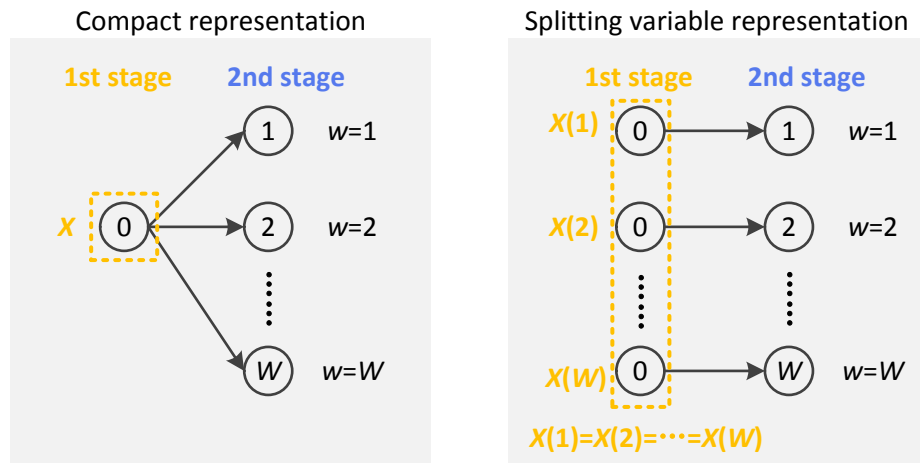 Compact representation
1st stage 2nd stage
1 w=1
X 0 2 w=2
W w=W
Splitting variable representation
1st stage 2nd stage
X(1) 0 1 w=1
X(2) 0 2 w=2
X(W) 0 W w=W
X(1)=X(2)=·····=X(W)